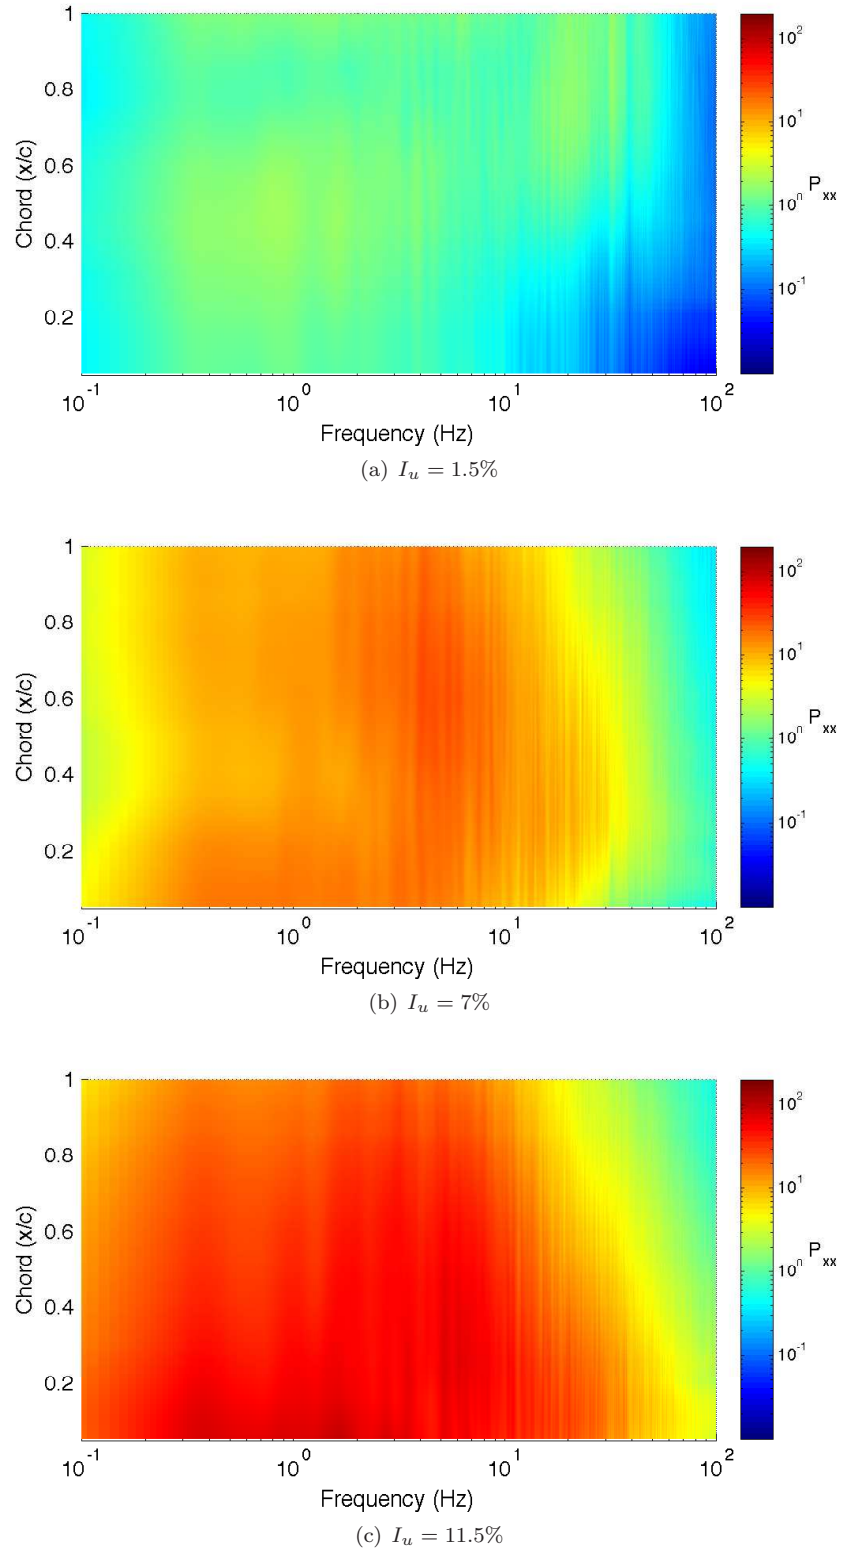 1
0.8
0.6
0.4
0.2
Chord (x/c)
10^-1 10^0 10^1 10^2
Frequency (Hz)
10^2
10^1
10^0
10^-1
P_xx
(a) I_u = 1.5%
1
0.8
0.6
0.4
0.2
Chord (x/c)
10^-1 10^0 10^1 10^2
Frequency (Hz)
10^2
10^1
10^0
10^-1
P_xx
(b) I_u = 7%
1
0.8
0.6
0.4
0.2
Chord (x/c)
10^-1 10^0 10^1 10^2
Frequency (Hz)
10^2
10^1
10^0
10^-1
P_xx
(c) I_u = 11.5%